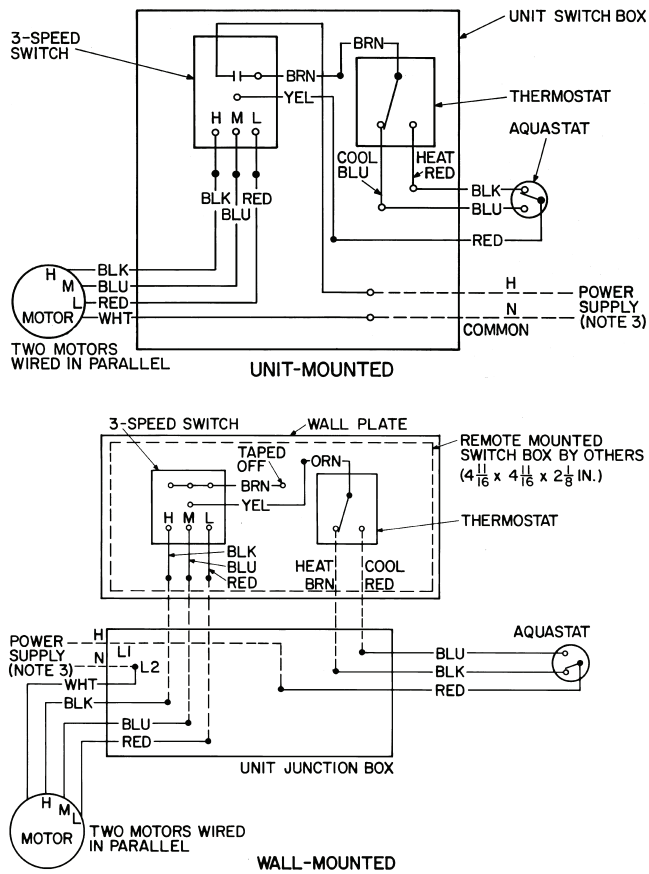 UNIT SWITCH BOX
3-SPEED
SWITCH
BRN
BRN
YEL
THERMOSTAT
H M L
AQUASTAT
COOL
BLU
HEAT
RED
BLK
BLK RED
BLU
BLU
RED
H
BLK
M
BLU
L
RED
MOTOR
WHT
H
N
POWER
SUPPLY
(NOTE 3)
COMMON
TWO MOTORS
WIRED IN PARALLEL
UNIT-MOUNTED
3-SPEED SWITCH
WALL PLATE
TAPED
OFF
ORN
REMOTE MOUNTED
SWITCH BOX BY OTHERS
(4 11/16 x 4 11/16 x 2 1/8 IN.)
BRN
YEL
H M L
THERMOSTAT
BLK
BLU
RED
HEAT
BRN
COOL
RED
POWER
SUPPLY
(NOTE 3)
H
N
L1
L2
AQUASTAT
BLU
BLK
RED
WHT
BLK
BLU
RED
UNIT JUNCTION BOX
H M L
MOTOR
TWO MOTORS WIRED
IN PARALLEL
WALL-MOUNTED